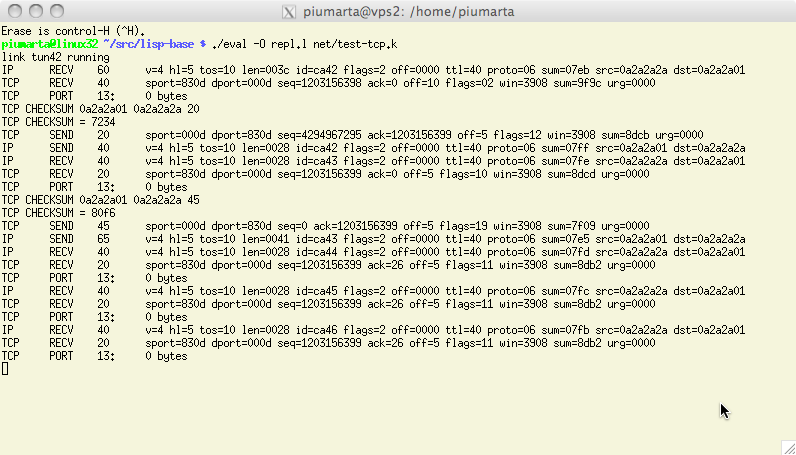 piumarta@vps2: /home/piumarta
Erase is control-H (^H).
piumarta@linux32 ~/src/lisp-base $ ./eval -O repl.l net/test-tcp.k
link tun42 running
IP RECV 60 v=4 hl=5 tos=10 len=003c id=ca42 flags=2 off=0000 ttl=40 proto=06 sum=07eb src=0a2a2a2a dst=0a2a2a01
TCP RECV 40 sport=830d dport=000d seq=1203156398 ack=0 off=10 flags=02 win=3908 sum=9f9c urg=0000
TCP PORT 13: 0 bytes
TCP CHECKSUM 0a2a2a01 0a2a2a2a 20
TCP CHECKSUM = 7234
TCP SEND 20 sport=000d dport=830d seq=4294967295 ack=1203156399 off=5 flags=12 win=3908 sum=8dcb urg=0000
IP SEND 40 v=4 hl=5 tos=10 len=0028 id=ca42 flags=2 off=0000 ttl=40 proto=06 sum=07ff src=0a2a2a01 dst=0a2a2a2a
IP RECV 40 v=4 hl=5 tos=10 len=0028 id=ca43 flags=2 off=0000 ttl=40 proto=06 sum=07fe src=0a2a2a2a dst=0a2a2a01
TCP RECV 20 sport=830d dport=000d seq=1203156399 ack=0 off=5 flags=10 win=3908 sum=8dcd urg=0000
TCP PORT 13: 0 bytes
TCP CHECKSUM 0a2a2a01 0a2a2a2a 45
TCP CHECKSUM = 80f6
TCP SEND 45 sport=000d dport=830d seq=0 ack=1203156399 off=5 flags=19 win=3908 sum=7f09 urg=0000
IP SEND 65 v=4 hl=5 tos=10 len=0041 id=ca43 flags=2 off=0000 ttl=40 proto=06 sum=07e5 src=0a2a2a01 dst=0a2a2a2a
IP RECV 40 v=4 hl=5 tos=10 len=0028 id=ca44 flags=2 off=0000 ttl=40 proto=06 sum=07fd src=0a2a2a2a dst=0a2a2a01
TCP RECV 20 sport=830d dport=000d seq=1203156399 ack=26 off=5 flags=11 win=3908 sum=8db2 urg=0000
TCP PORT 13: 0 bytes
IP RECV 40 v=4 hl=5 tos=10 len=0028 id=ca45 flags=2 off=0000 ttl=40 proto=06 sum=07fc src=0a2a2a2a dst=0a2a2a01
TCP RECV 20 sport=830d dport=000d seq=1203156399 ack=26 off=5 flags=11 win=3908 sum=8db2 urg=0000
TCP PORT 13: 0 bytes
IP RECV 40 v=4 hl=5 tos=10 len=0028 id=ca46 flags=2 off=0000 ttl=40 proto=06 sum=07fb src=0a2a2a2a dst=0a2a2a01
TCP RECV 20 sport=830d dport=000d seq=1203156399 ack=26 off=5 flags=11 win=3908 sum=8db2 urg=0000
TCP PORT 13: 0 bytes